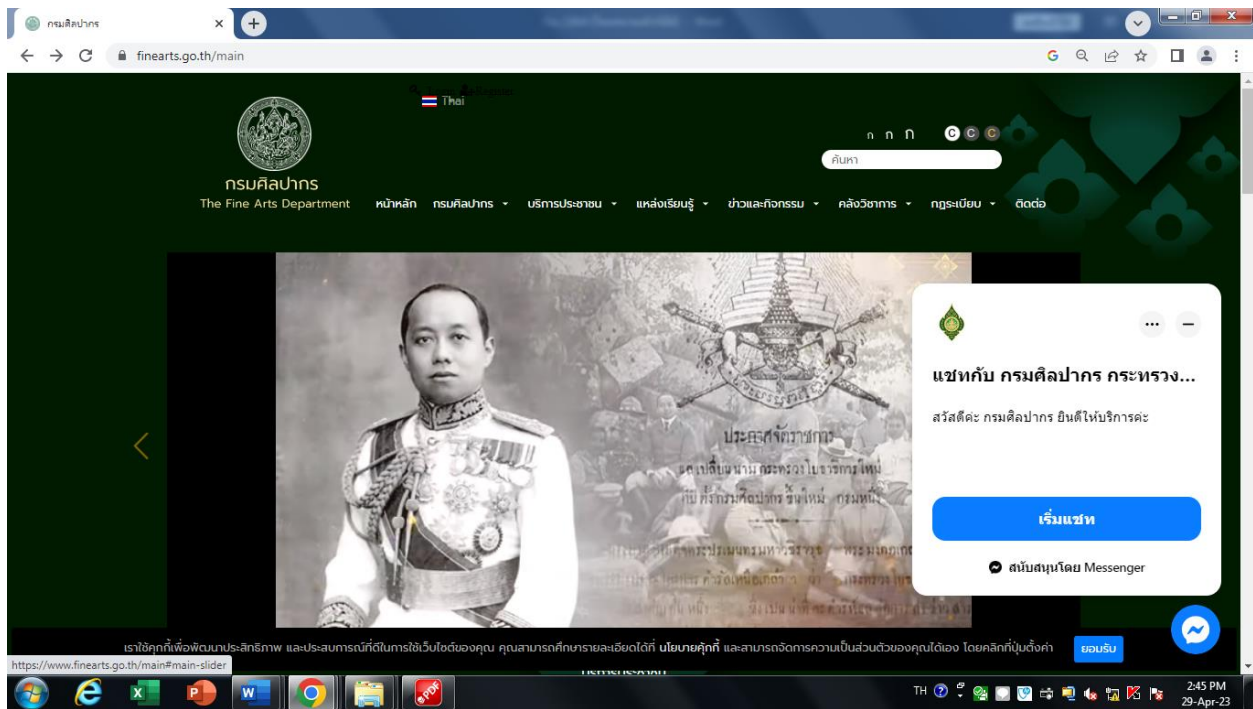 กรมศิลปากร
finearts.go.th/main
Thai
ก ก ก C C C
ค้นหา
กรมศิลปากร
The Fine Arts Department
หน้าหลัก กรมศิลปากร บริการประชาชน แหล่งเรียนรู้ ข่าวและกิจกรรม คลังวิชาการ กฎระเบียบ ติดต่อ
ประกาศจัดราชการ
แชทกับ กรมศิลปากร กระทรวง...
สวัสดีค่ะ กรมศิลปากร ยินดีให้บริการค่ะ
เริ่มแชท
สนับสนุนโดย Messenger
เราใช้คุกกี้เพื่อพัฒนาประสิทธิภาพ และประสบการณ์ที่ดีในการใช้เว็บไซต์ของคุณ คุณสามารถศึกษารายละเอียดได้ที่ นโยบายคุกกี้ และสามารถจัดการความเป็นส่วนตัวของคุณได้เอง โดยคลิกที่ปุ่มตั้งค่า ยอมรับ
https://www.finearts.go.th/main#main-slider
TH
2:45 PM
29-Apr-23